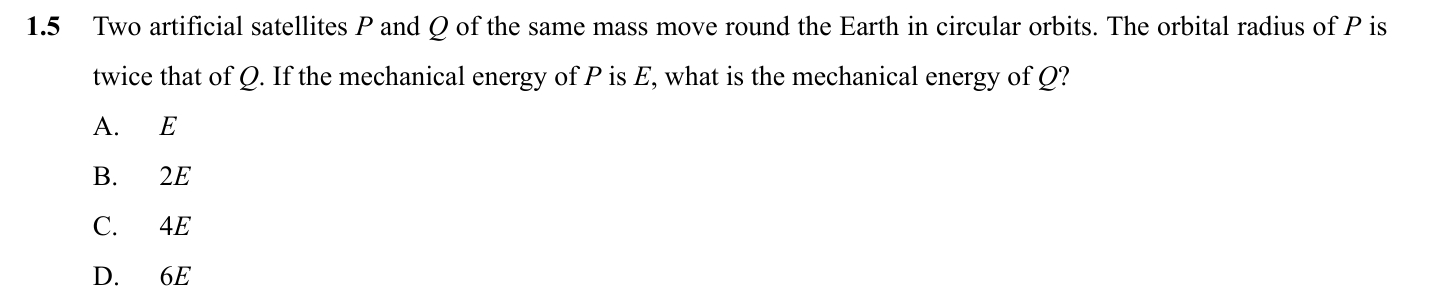 1.5 Two artificial satellites P and Q of the same mass move round the Earth in circular orbits. The orbital radius of P is
twice that of Q. If the mechanical energy of P is E, what is the mechanical energy of Q?
A. E
B. 2E
C. 4E
D. 6E